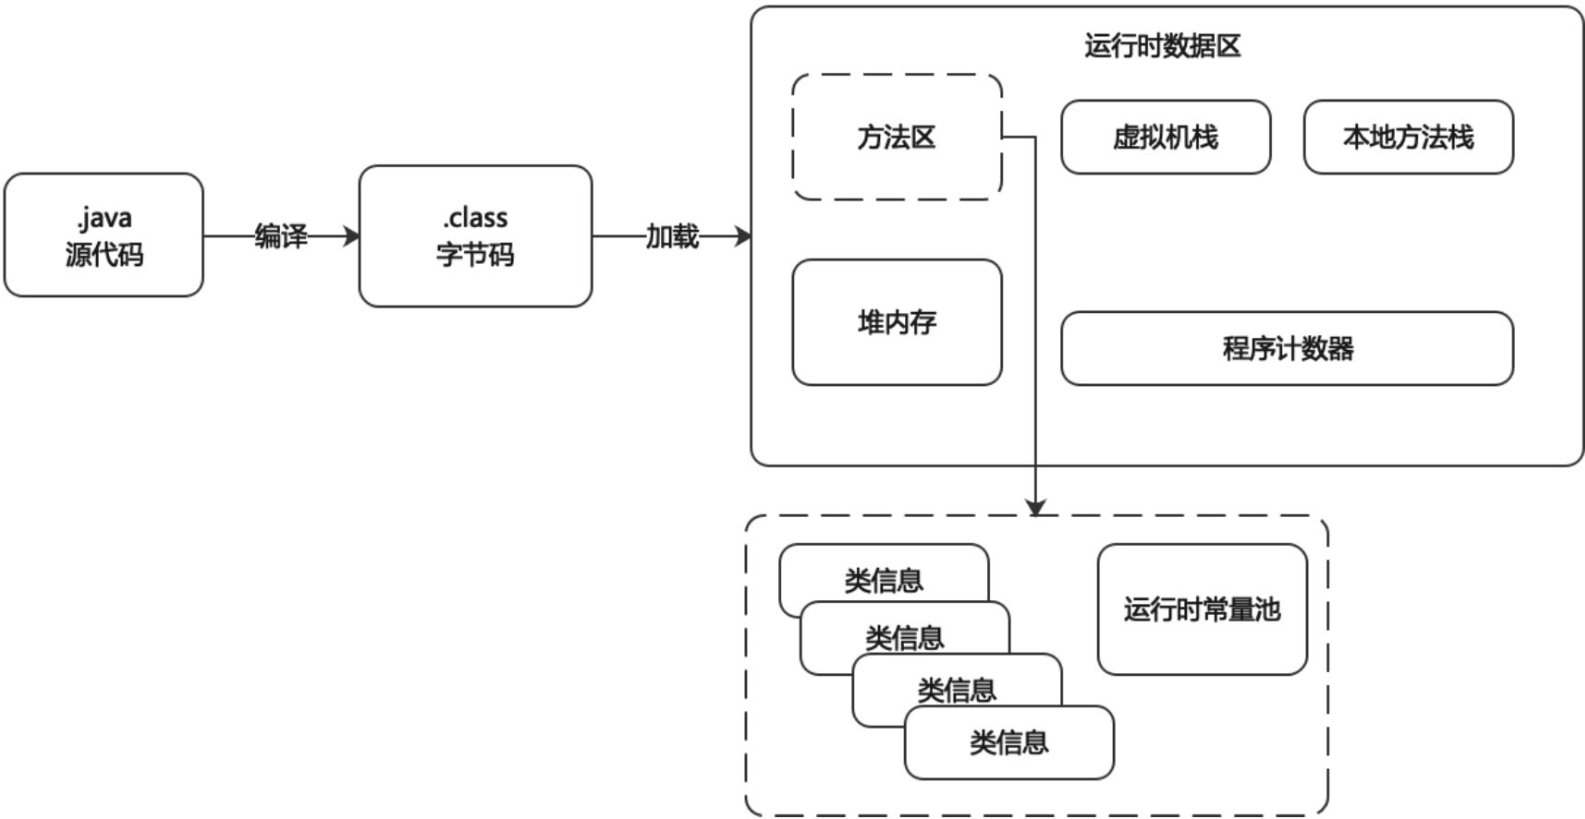 .java
源代码
编译
.class
字节码
加载
运行时数据区
方法区
虚拟机栈
本地方法栈
堆内存
程序计数器
类信息
类信息
类信息
类信息
运行时常量池